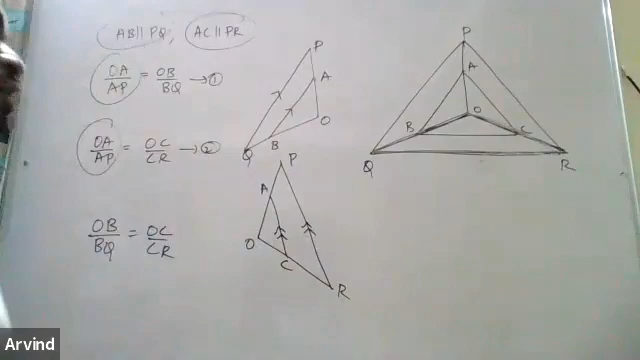 AB || PQ, AC || PR
OA/AP = OB/BQ → ①
OA/AP = OC/CR → ②
OB/BQ = OC/CR
P
A
O
B
Q
P
A
O
C
R
P
A
O
B
C
Q
R
Arvind